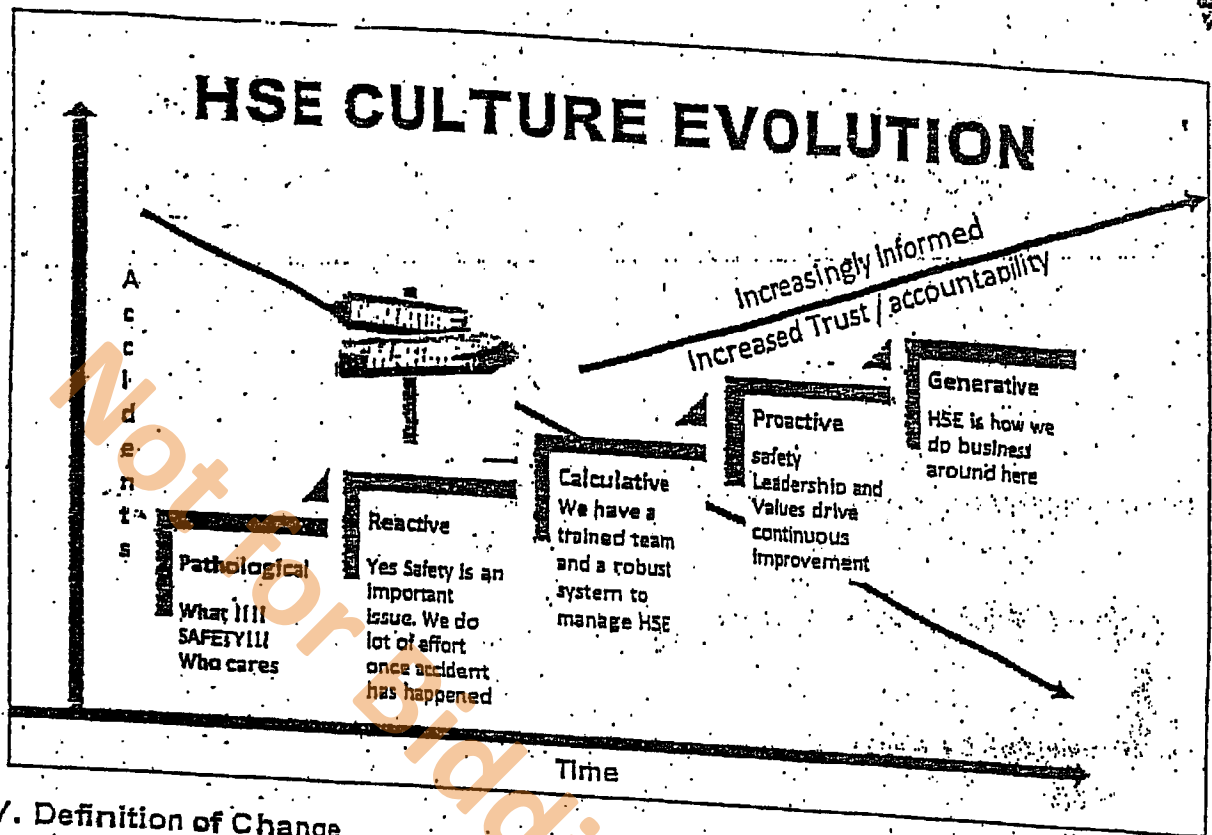 HSE CULTURE EVOLUTION
Accidents
Increasingly Informed
Increased Trust / accountability
Generative
HSE is how we
do business
around here
Proactive
safety
Leadership and
Values drive
continuous
improvement
Calculative
We have a
trained team
and a robust
system to
manage HSE
Reactive
Yes Safety is an
important
issue. We do
lot of effort
once accident
has happened
Pathological
What !!!!
SAFETY!!!
Who cares
Time
. Definition of Change
Not for Biddi